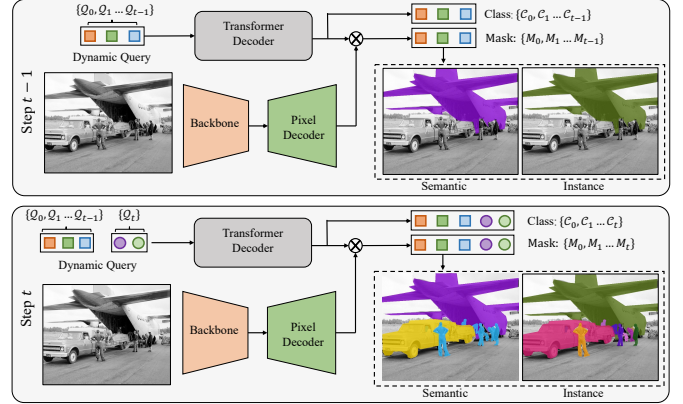 {Q₀, Q₁ … Qₜ₋₁}
Dynamic Query
Transformer
Decoder
Class: {C₀, C₁ … Cₜ₋₁}
Mask: {M₀, M₁ … Mₜ₋₁}
Step t − 1
Backbone
Pixel
Decoder
Semantic
Instance
{Q₀, Q₁ … Qₜ₋₁}
{Qₜ}
Dynamic Query
Transformer
Decoder
Class: {C₀, C₁ … Cₜ}
Mask: {M₀, M₁ … Mₜ}
Step t
Backbone
Pixel
Decoder
Semantic
Instance